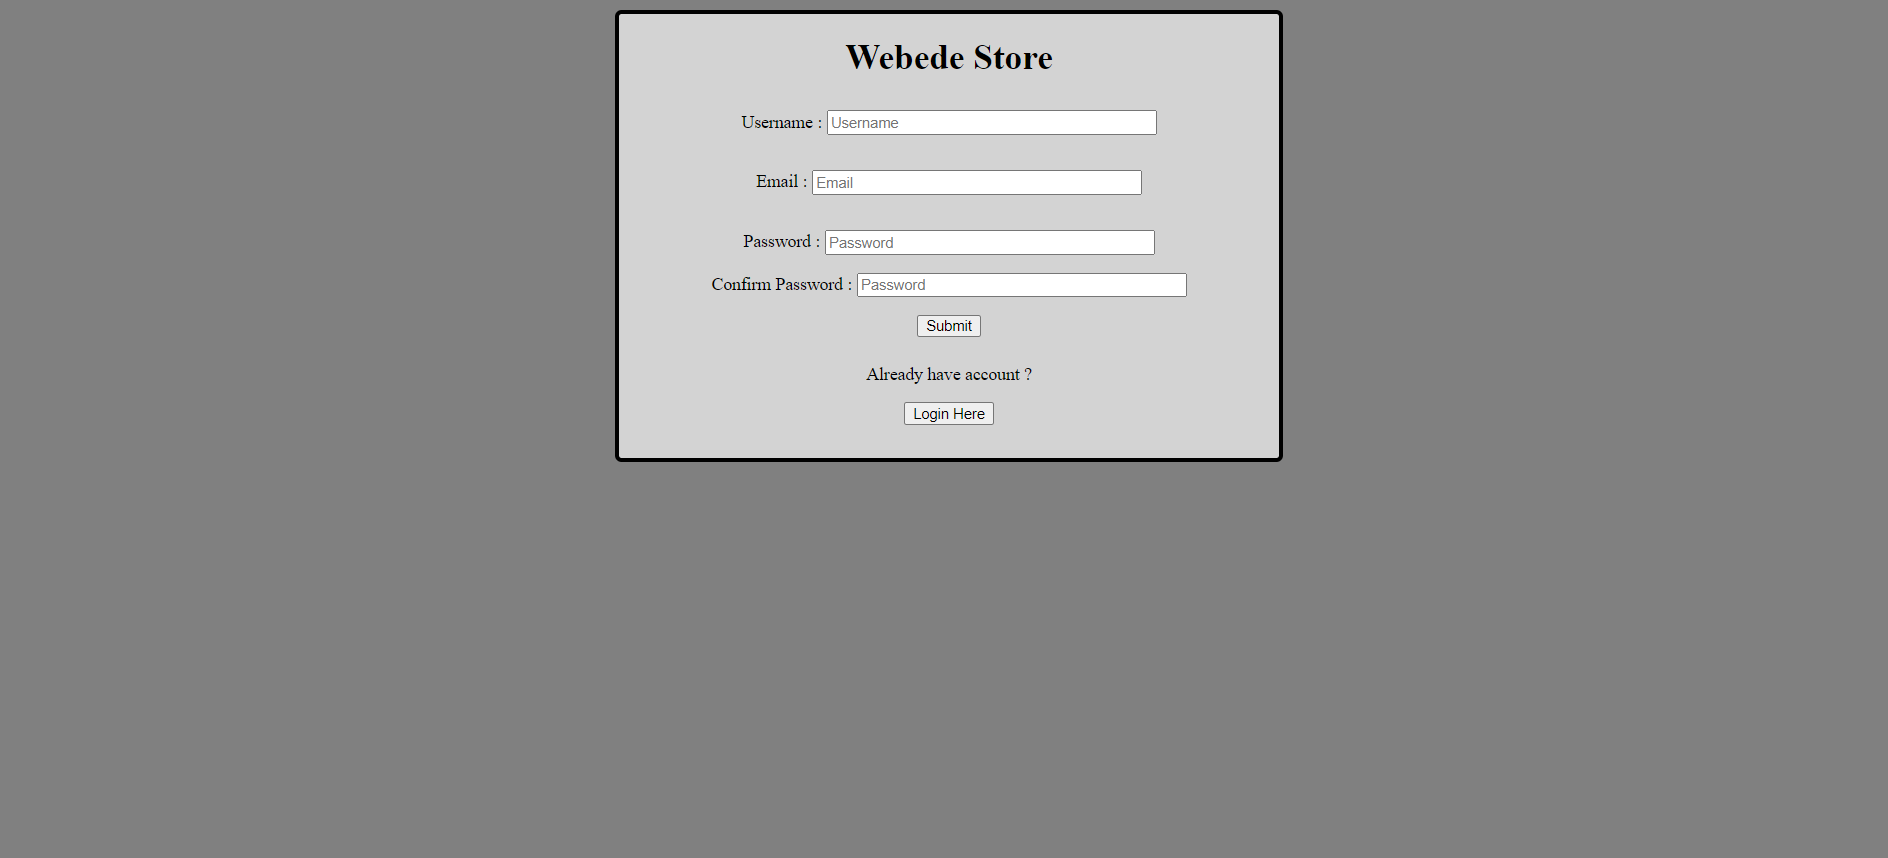 Webede Store
Username : Username
Email : Email
Password : Password
Confirm Password : Password
Submit
Already have account ?
Login Here